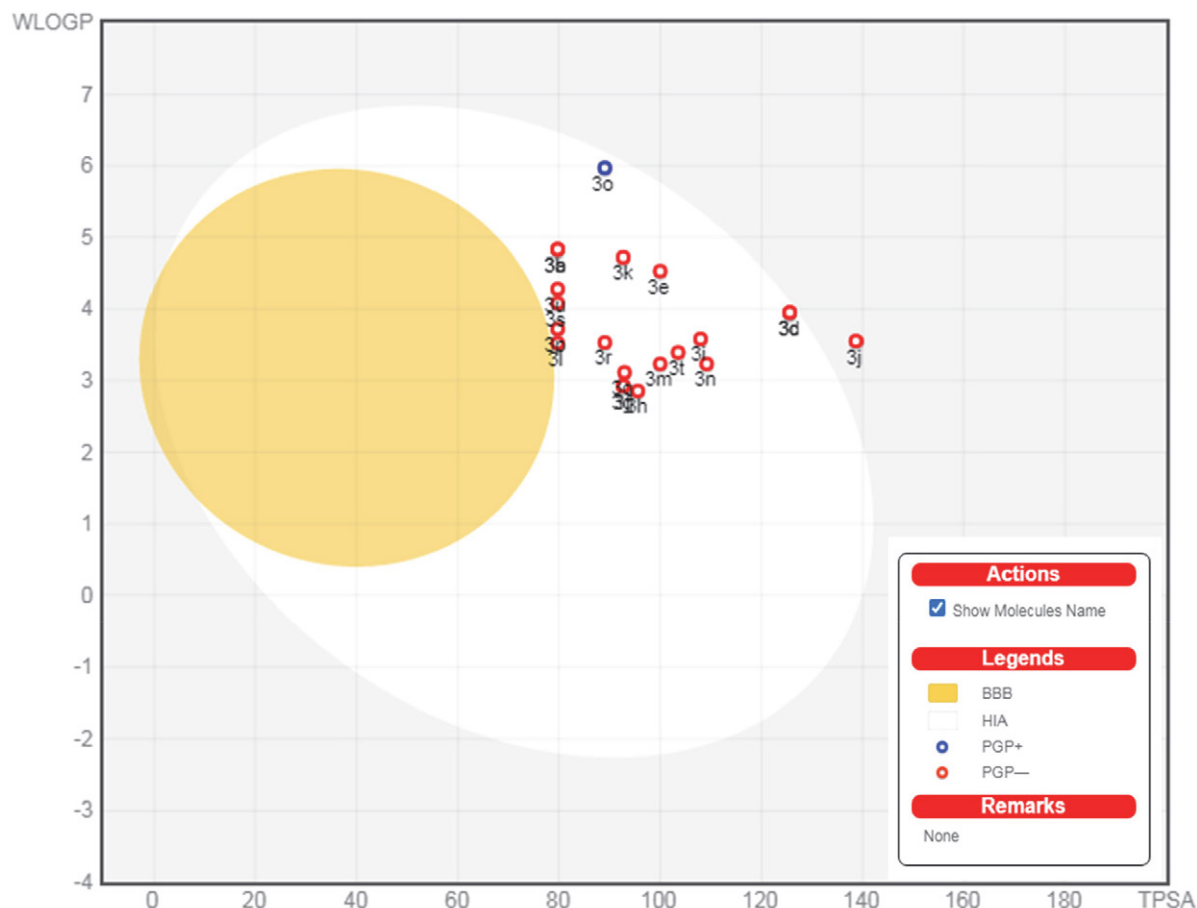 WLOGP
7
6
3o
5
3k
3e
4
3u
3s
3d
3l
3r
3i
3j
3t
3
3m
3n
3h
2
1
0
-1
-2
-3
-4
0 20 40 60 80 100 120 140 160 180 TPSA
Actions
Show Molecules Name
Legends
BBB
HIA
PGP+
PGP—
Remarks
None